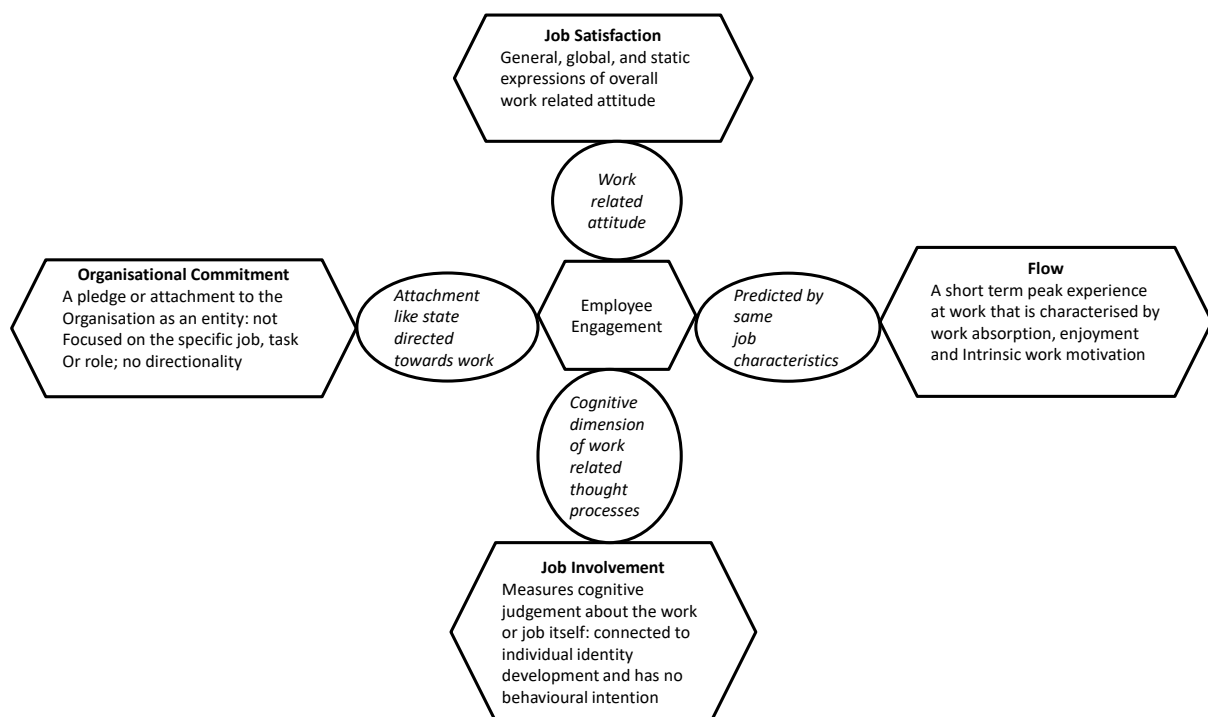 Job Satisfaction
General, global, and static
expressions of overall
work related attitude
Work
related
attitude
Organisational Commitment
A pledge or attachment to the
Organisation as an entity: not
Focused on the specific job, task
Or role; no directionality
Attachment
like state
directed
towards work
Employee
Engagement
Predicted by
same
job
characteristics
Flow
A short term peak experience
at work that is characterised by
work absorption, enjoyment
and Intrinsic work motivation
Cognitive
dimension
of work
related
thought
processes
Job Involvement
Measures cognitive
judgement about the work
or job itself: connected to
individual identity
development and has no
behavioural intention